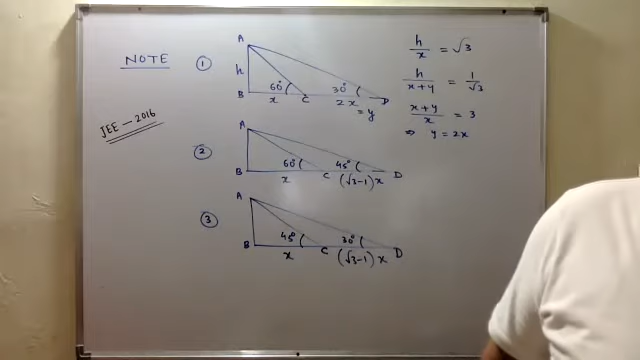 NOTE
JEE - 2016
1
A
h
B
60°
x
C
30°
2x
= y
D
h/x = √3
h/x+y = 1/√3
x+y/x = 3
⇒ y = 2x
2
A
B
60°
x
C
45°
(√3-1)x
D
3
A
B
45°
x
C
30°
(√3-1)x
D